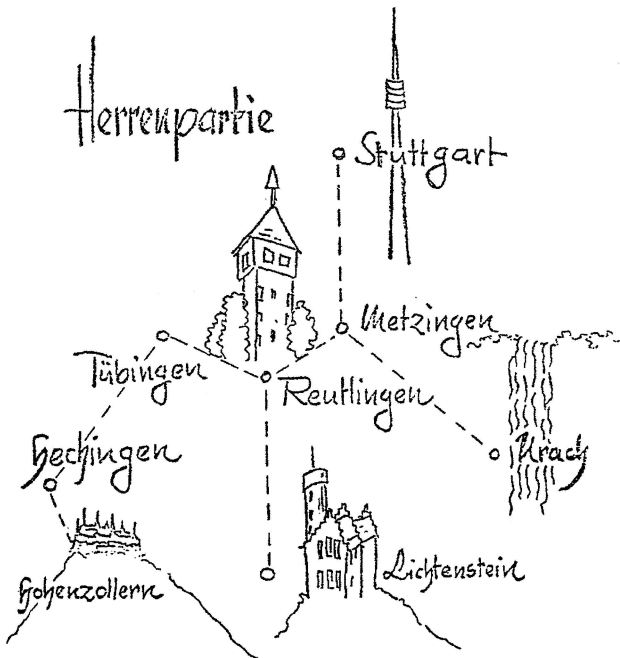 Herrenpartie
Stuttgart
Metzingen
Tübingen
Reutlingen
Urach
Hechingen
Lichtenstein
Hohenzollern